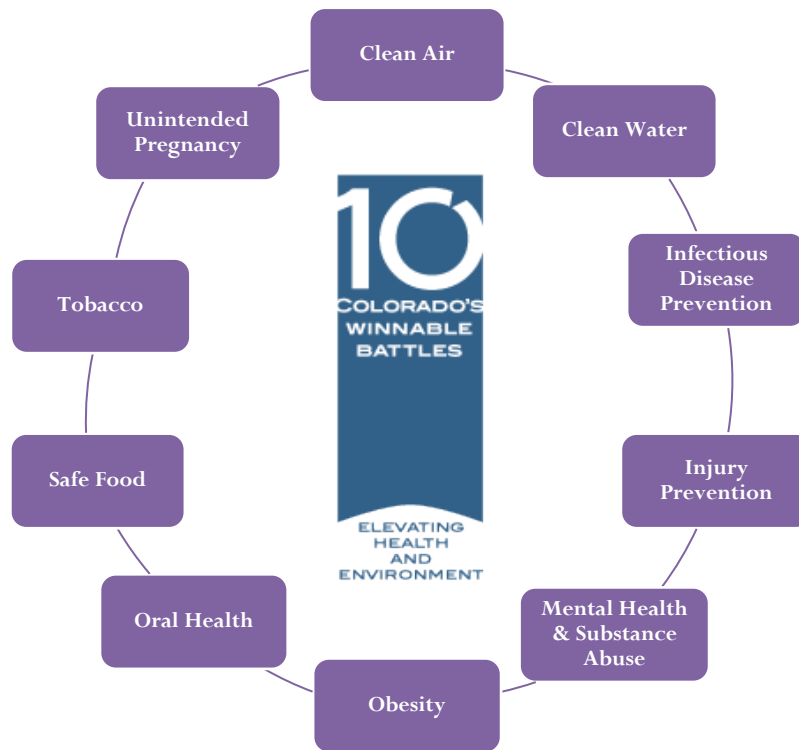 Clean Air
Clean Water
Infectious
Disease
Prevention
Injury
Prevention
Mental Health
& Substance
Abuse
Obesity
Oral Health
Safe Food
Tobacco
Unintended
Pregnancy
10
COLORADO'S
WINNABLE
BATTLES
ELEVATING
HEALTH
AND
ENVIRONMENT